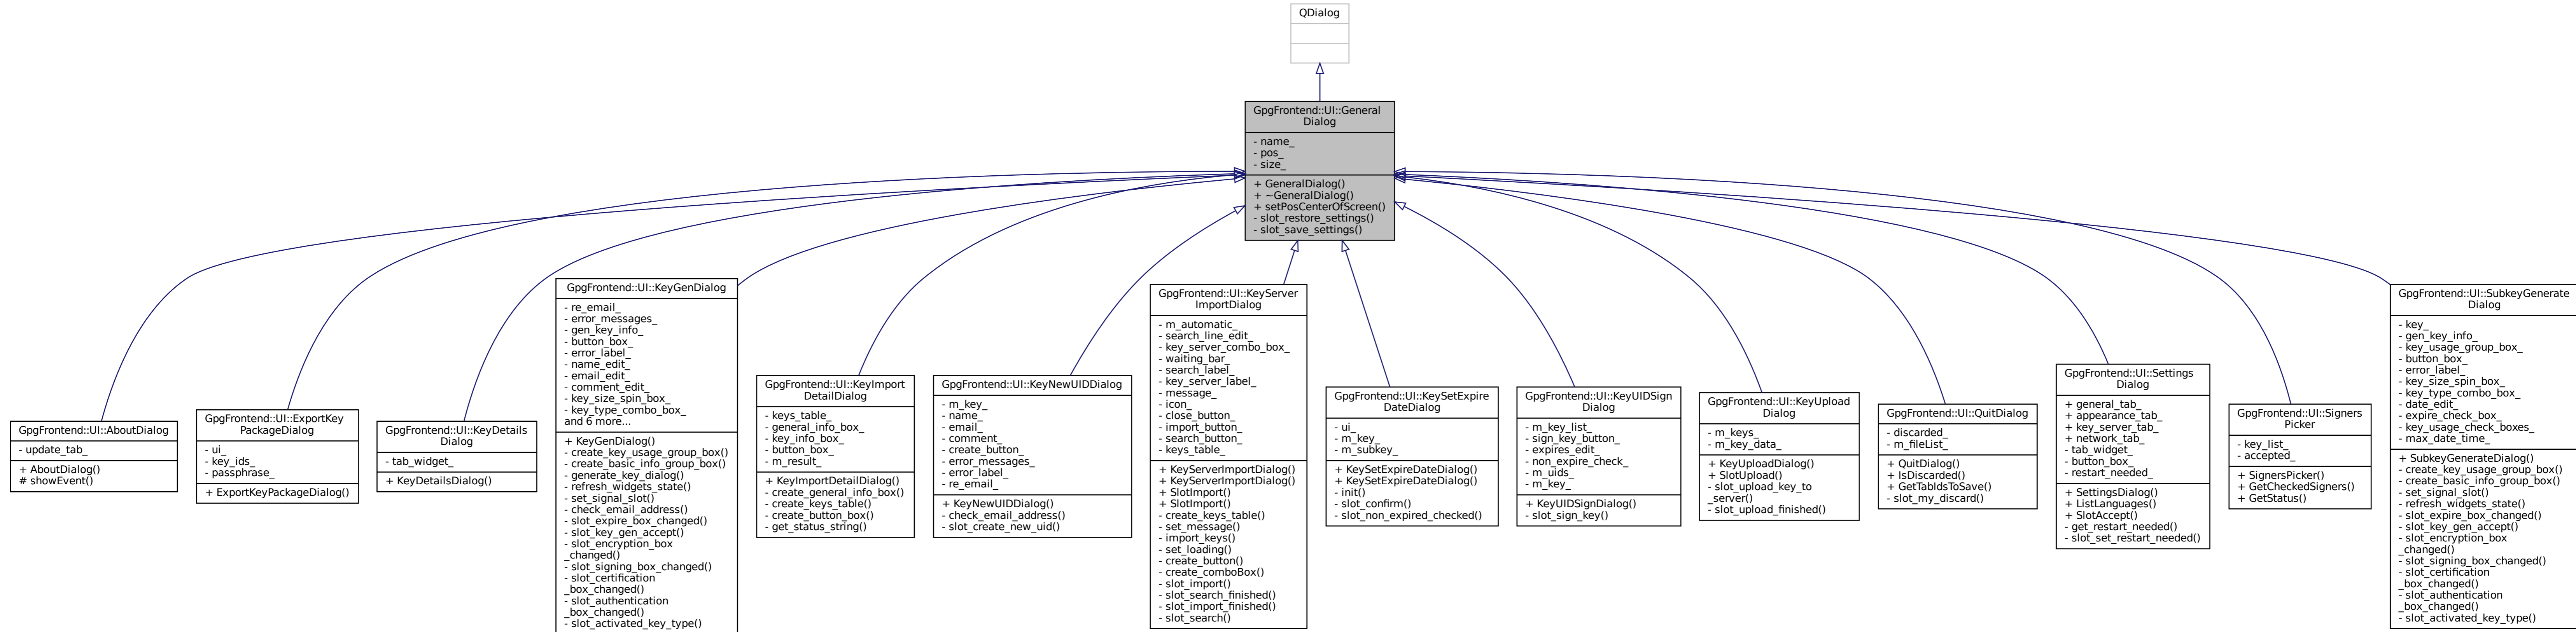 QDialog
GpgFrontend::UI::General
Dialog
- name_
- pos_
- size_
+ GeneralDialog()
+ ~GeneralDialog()
+ setPosCenterOfScreen()
- slot_restore_settings()
- slot_save_settings()
GpgFrontend::UI::AboutDialog
- update_tab_
+ AboutDialog()
# showEvent()
GpgFrontend::UI::ExportKey
PackageDialog
- ui_
- key_ids_
- passphrase_
+ ExportKeyPackageDialog()
GpgFrontend::UI::KeyDetails
Dialog
- tab_widget_
+ KeyDetailsDialog()
GpgFrontend::UI::KeyGenDialog
- re_email_
- error_messages_
- gen_key_info_
- button_box_
- error_label_
- name_edit_
- email_edit_
- comment_edit_
- key_size_spin_box_
- key_type_combo_box_
and 6 more...
+ KeyGenDialog()
- create_key_usage_group_box()
- create_basic_info_group_box()
- generate_key_dialog()
- refresh_widgets_state()
- set_signal_slot()
- check_email_address()
- slot_expire_box_changed()
- slot_key_gen_accept()
- slot_encryption_box
_changed()
- slot_signing_box_changed()
- slot_certification
_box_changed()
- slot_authentication
_box_changed()
- slot_activated_key_type()
GpgFrontend::UI::KeyImport
DetailDialog
- keys_table_
- general_info_box_
- key_info_box_
- button_box_
- m_result_
+ KeyImportDetailDialog()
- create_general_info_box()
- create_keys_table()
- create_button_box()
- get_status_string()
GpgFrontend::UI::KeyNewUIDDialog
- m_key_
- name_
- email_
- comment_
- create_button_
- error_messages_
- error_label_
- re_email_
+ KeyNewUIDDialog()
- check_email_address()
- slot_create_new_uid()
GpgFrontend::UI::KeyServer
ImportDialog
- m_automatic_
- search_line_edit_
- key_server_combo_box_
- waiting_bar_
- search_label_
- key_server_label_
- message_
- icon_
- close_button_
- import_button_
- search_button_
- keys_table_
+ KeyServerImportDialog()
+ KeyServerImportDialog()
+ SlotImport()
+ SlotImport()
- create_keys_table()
- set_message()
- import_keys()
- set_loading()
- create_button()
- create_comboBox()
- slot_import()
- slot_search_finished()
- slot_import_finished()
- slot_search()
GpgFrontend::UI::KeySetExpire
DateDialog
- ui_
- m_key_
- m_subkey_
+ KeySetExpireDateDialog()
+ KeySetExpireDateDialog()
- init()
- slot_confirm()
- slot_non_expired_checked()
GpgFrontend::UI::KeyUIDSign
Dialog
- m_key_list_
- sign_key_button_
- expires_edit_
- non_expire_check_
- m_uids_
- m_key_
+ KeyUIDSignDialog()
- slot_sign_key()
GpgFrontend::UI::KeyUpload
Dialog
- m_keys_
- m_key_data_
+ KeyUploadDialog()
+ SlotUpload()
- slot_upload_key_to
_server()
- slot_upload_finished()
GpgFrontend::UI::QuitDialog
- discarded_
- m_fileList_
+ QuitDialog()
+ IsDiscarded()
+ GetTabIdsToSave()
- slot_my_discard()
GpgFrontend::UI::Settings
Dialog
+ general_tab_
+ appearance_tab_
+ key_server_tab_
+ network_tab_
- tab_widget_
- button_box_
- restart_needed_
+ SettingsDialog()
+ ListLanguages()
+ SlotAccept()
- get_restart_needed()
- slot_set_restart_needed()
GpgFrontend::UI::Signers
Picker
- key_list_
- accepted_
+ SignersPicker()
+ GetCheckedSigners()
+ GetStatus()
GpgFrontend::UI::SubkeyGenerate
Dialog
- key_
- gen_key_info_
- key_usage_group_box_
- button_box_
- error_label_
- key_size_spin_box_
- key_type_combo_box_
- date_edit_
- expire_check_box_
- key_usage_check_boxes_
- max_date_time_
+ SubkeyGenerateDialog()
- create_key_usage_group_box()
- create_basic_info_group_box()
- set_signal_slot()
- refresh_widgets_state()
- slot_expire_box_changed()
- slot_key_gen_accept()
- slot_encryption_box
_changed()
- slot_signing_box_changed()
- slot_certification
_box_changed()
- slot_authentication
_box_changed()
- slot_activated_key_type()